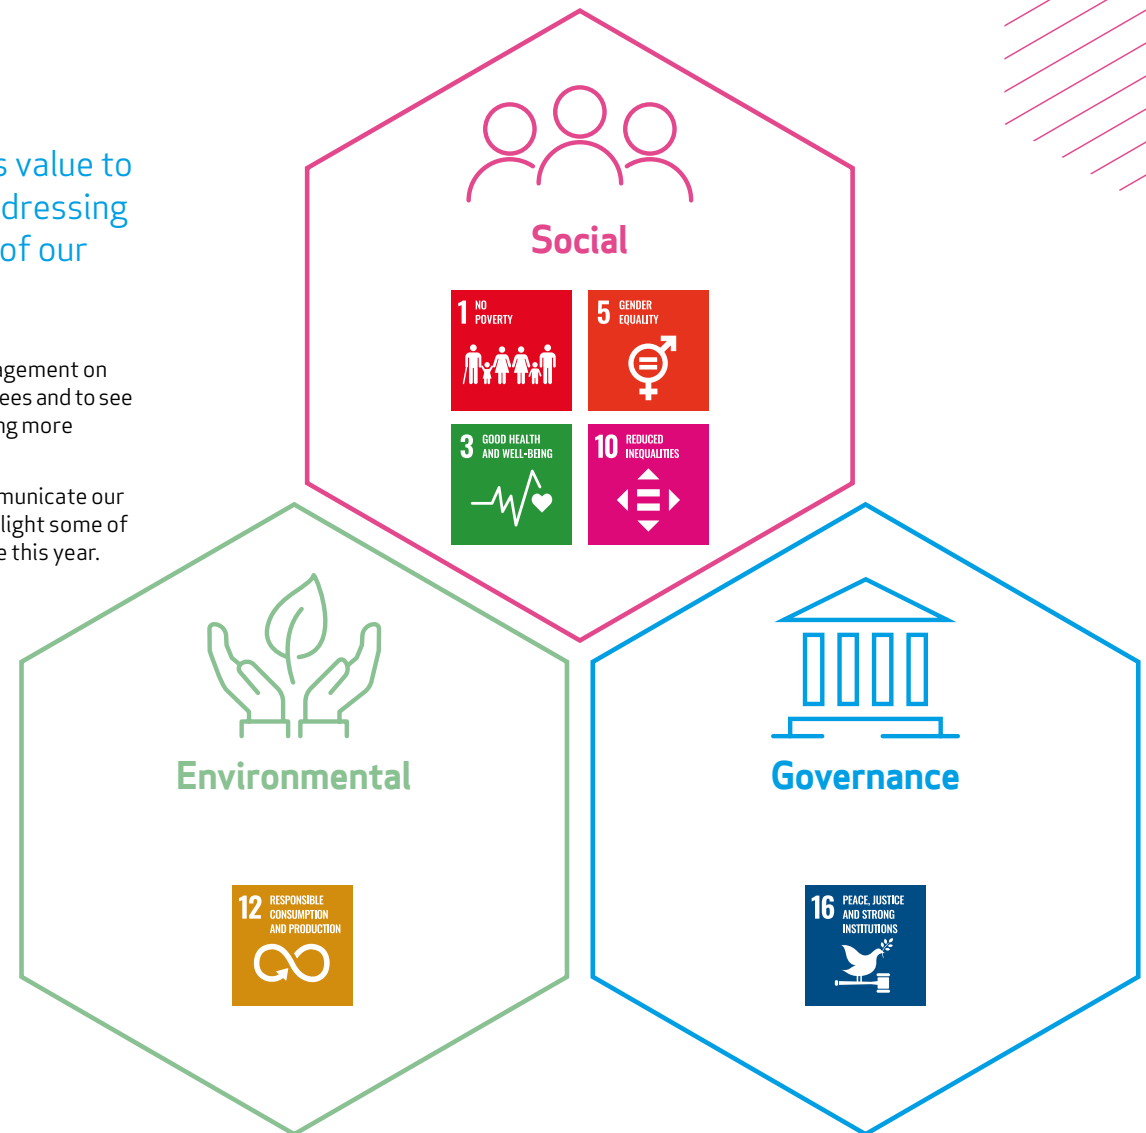 s value to
dressing
of our
agement on
ees and to see
ng more
municate our
light some of
e this year.
Social
1 NO
POVERTY
5 GENDER
EQUALITY
3 GOOD HEALTH
AND WELL-BEING
10 REDUCED
INEQUALITIES
Environmental
12 RESPONSIBLE
CONSUMPTION
AND PRODUCTION
Governance
16 PEACE, JUSTICE
AND STRONG
INSTITUTIONS